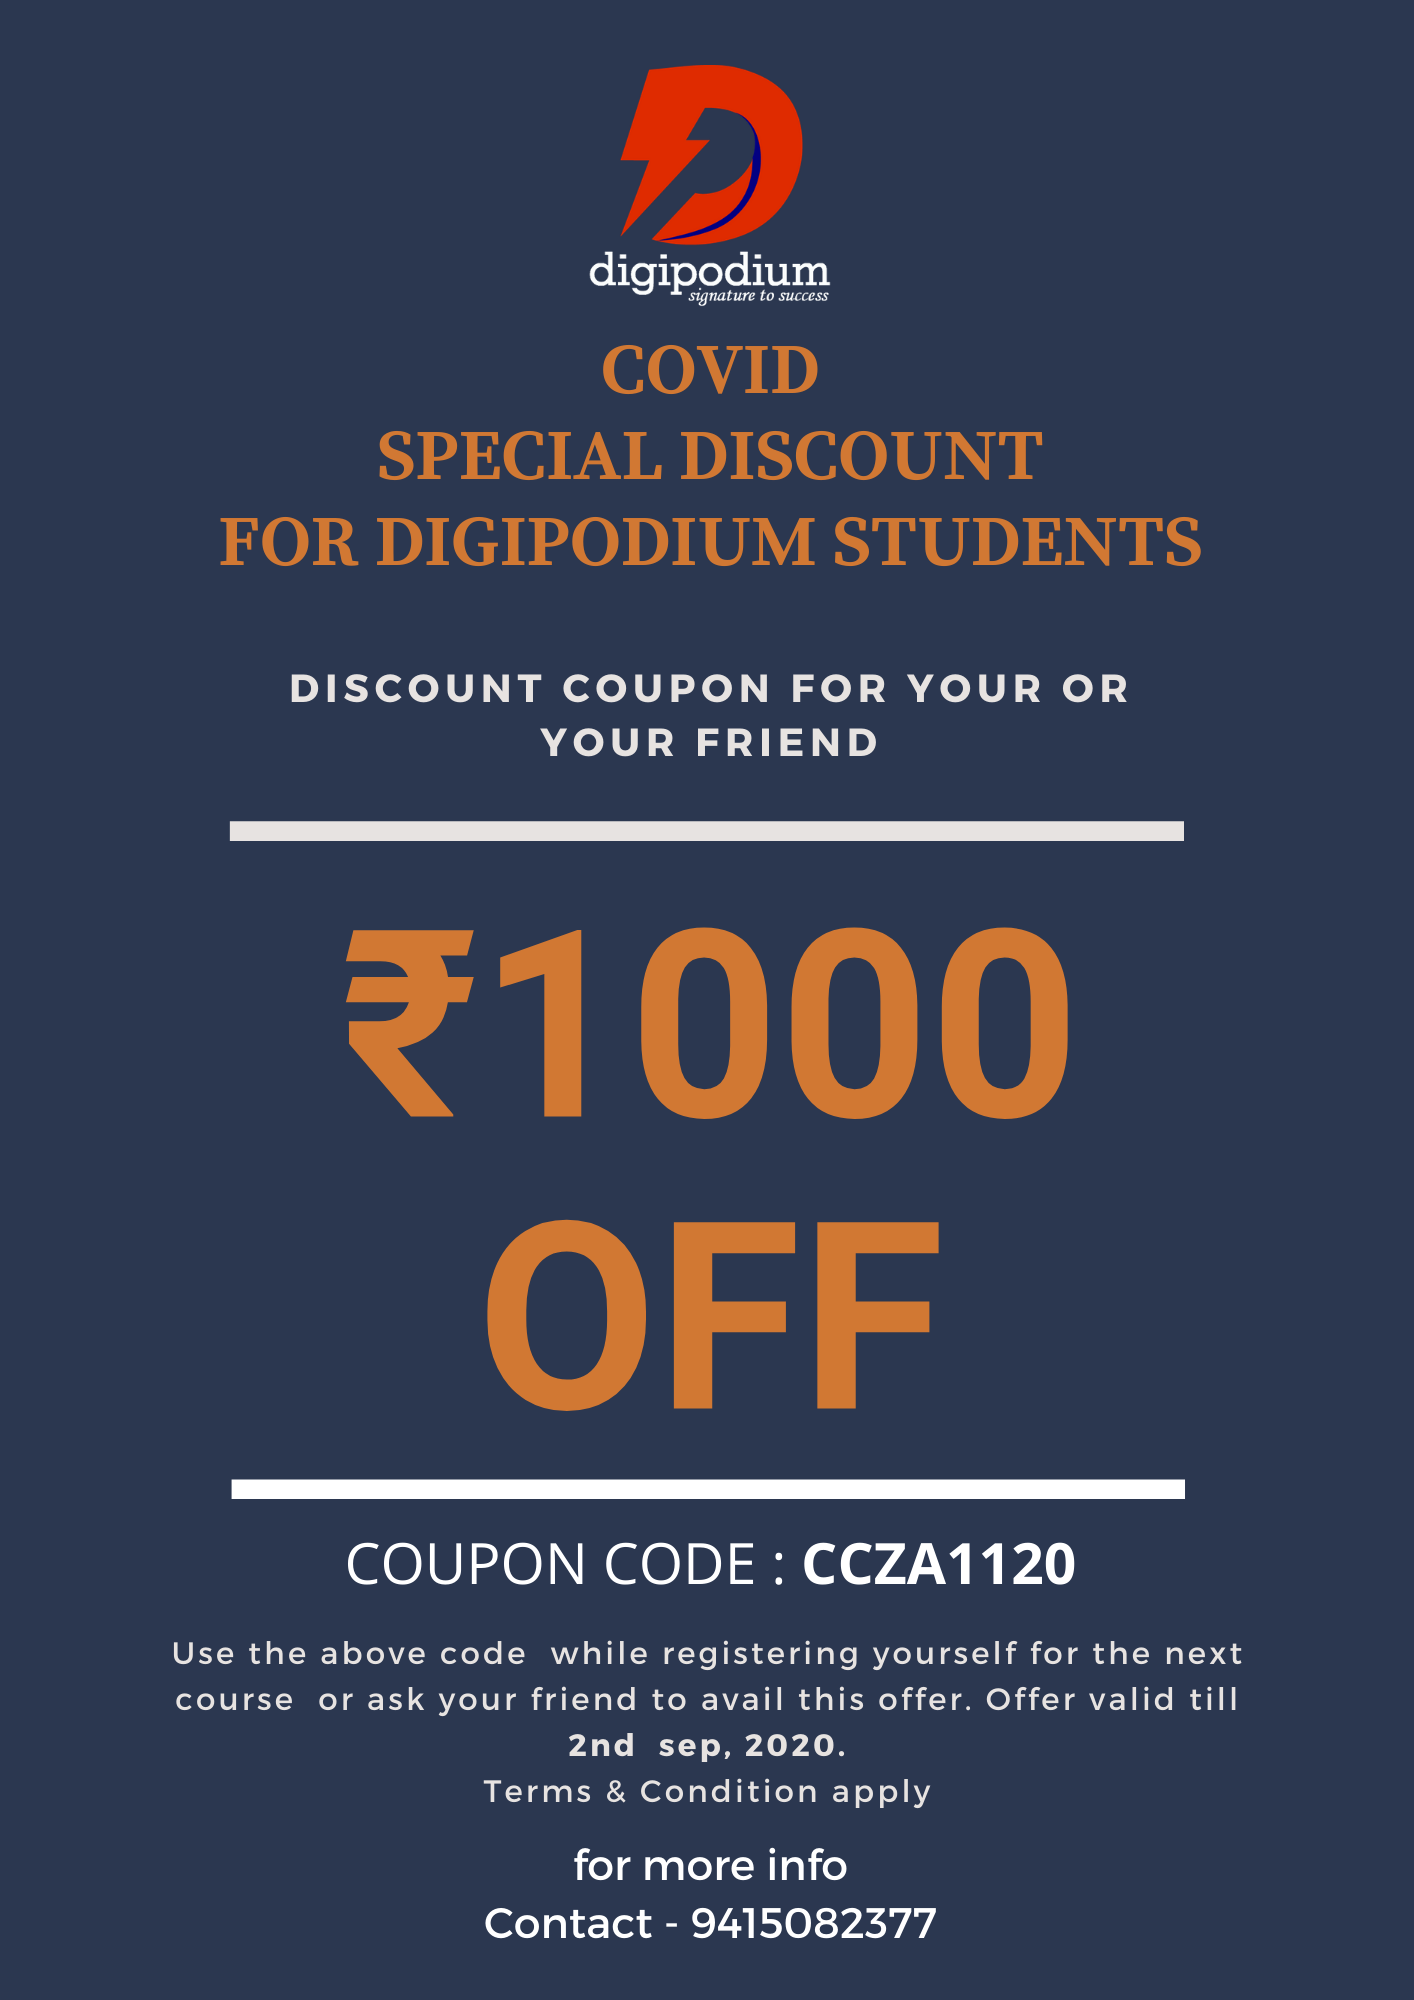 digipodium
signature to success
COVID
SPECIAL DISCOUNT
FOR DIGIPODIUM STUDENTS
DISCOUNT COUPON FOR YOUR OR
YOUR FRIEND
₹1000
OFF
COUPON CODE : CCZA1120
Use the above code  while registering yourself for the next
course  or ask your friend to avail this offer. Offer valid till
2nd  sep, 2020.
Terms & Condition apply
for more info
Contact - 9415082377